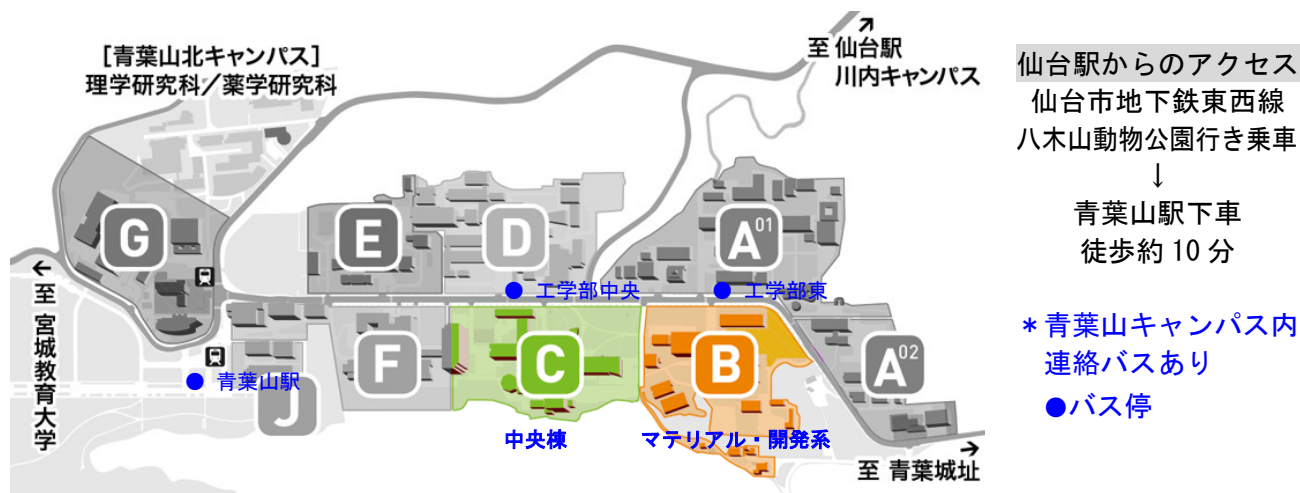 [青葉山北キャンパス]
理学研究科/薬学研究科
↗
至 仙台駅
川内キャンパス
G
E
D
A01
工学部中央
工学部東
←
至 宮城教育大学
青葉山駅
J
F
C
B
A02
中央棟
マテリアル・開発系
→
至 青葉城址
仙台駅からのアクセス
仙台市地下鉄東西線
八木山動物公園行き乗車
↓
青葉山駅下車
徒歩約 10 分
*青葉山キャンパス内
連絡バスあり
●バス停